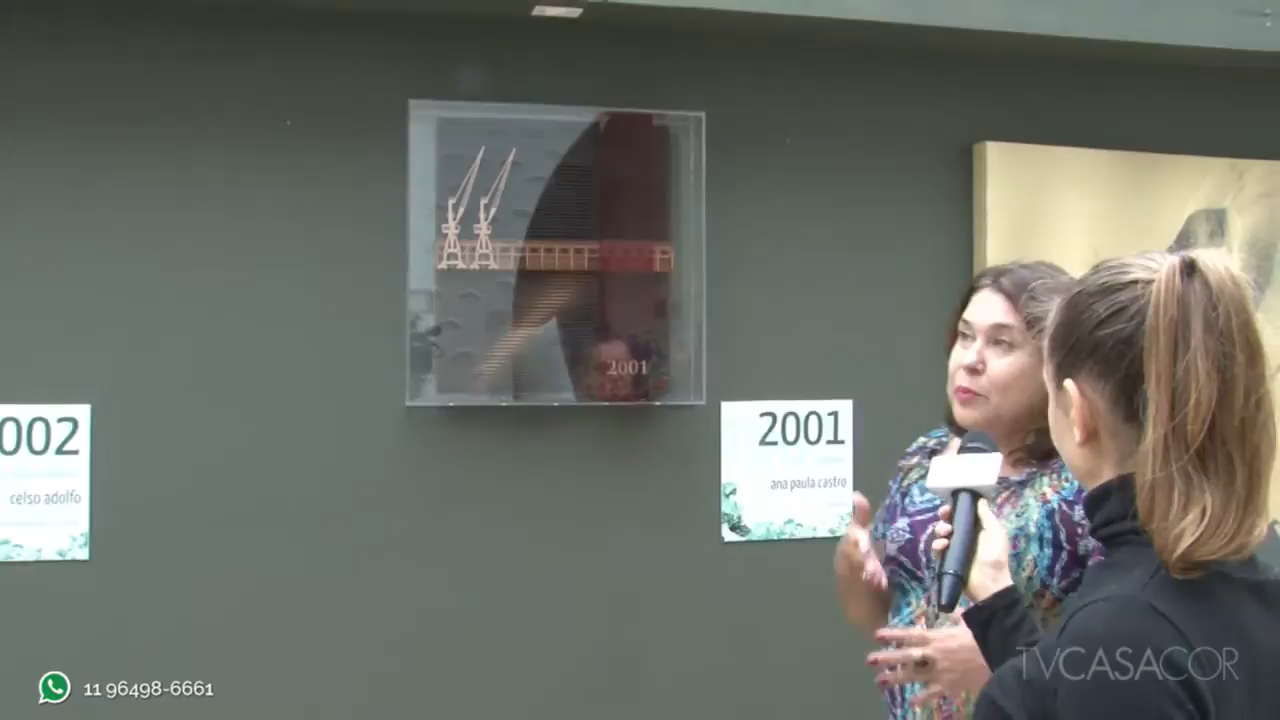 2001
002
celso adolfo
2001
ana paula castro
11 96498-6661
TVCASACOR